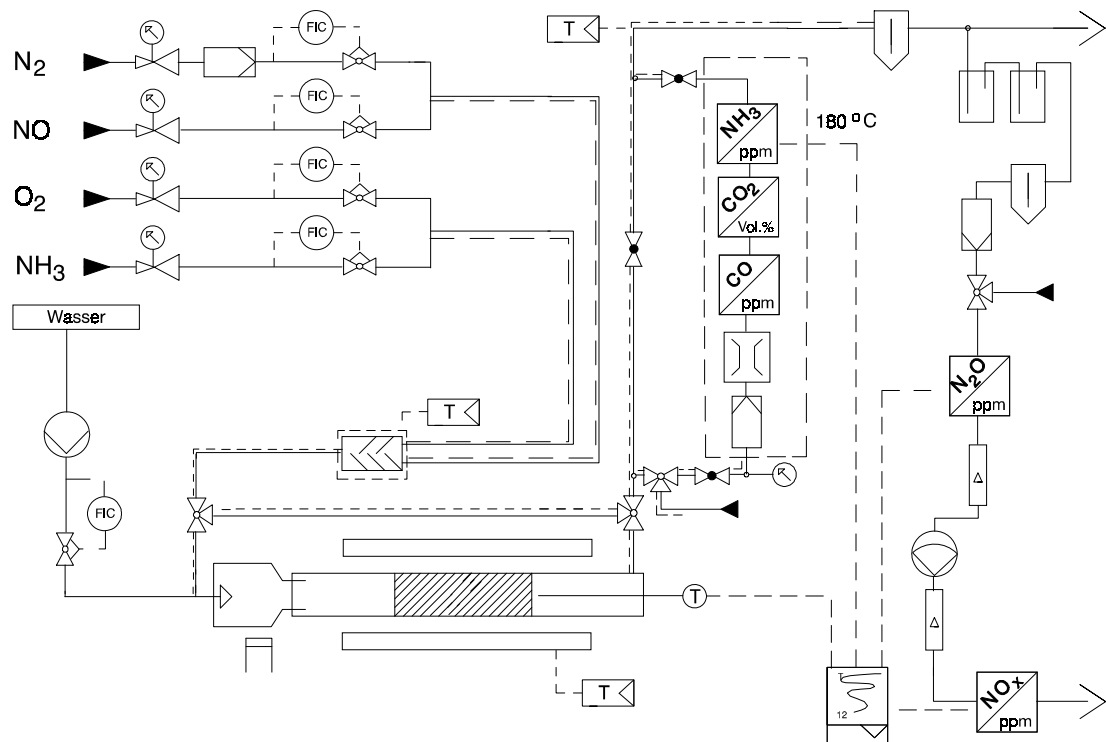 N2
FIC
NO
FIC
O2
FIC
NH3
FIC
Wasser
FIC
T
T
T
T
NH3
ppm
180 °C
CO2
Vol.%
CO
ppm
N2O
ppm
12
NOx
ppm